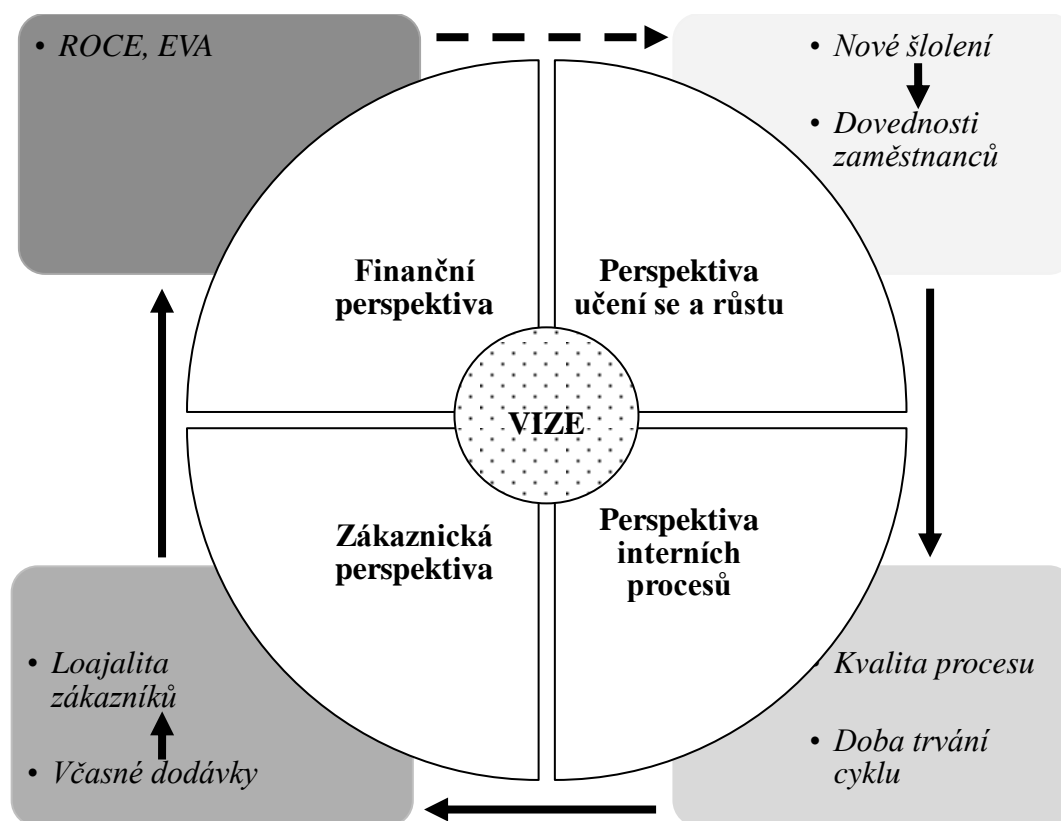 • ROCE, EVA
• Nové šlolení
• Dovednosti
zaměstnanců
Finanční
perspektiva
Perspektiva
učení se a růstu
VIZE
Zákaznická
perspektiva
Perspektiva
interních
procesů
• Loajalita
zákazníků
• Včasné dodávky
• Kvalita procesu
• Doba trvání
cyklu